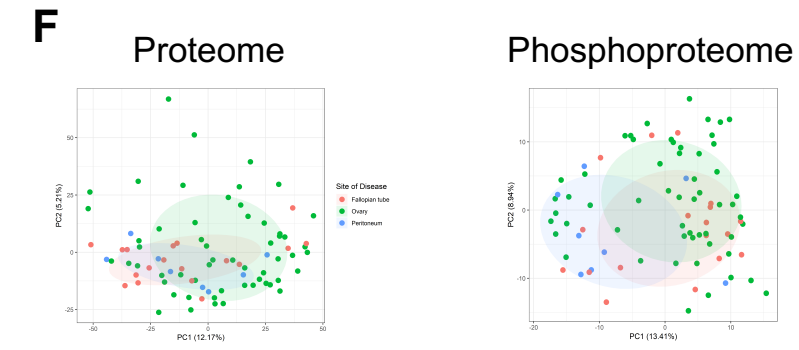 F
Proteome
Phosphoproteome
50
25
0
-25
-50
-25
0
25
50
PC2 (5.21%)
PC1 (12.17%)
Site of Disease
Fallopian tube
Ovary
Peritoneum
10
0
-10
-20
-10
0
10
PC2 (8.94%)
PC1 (13.41%)